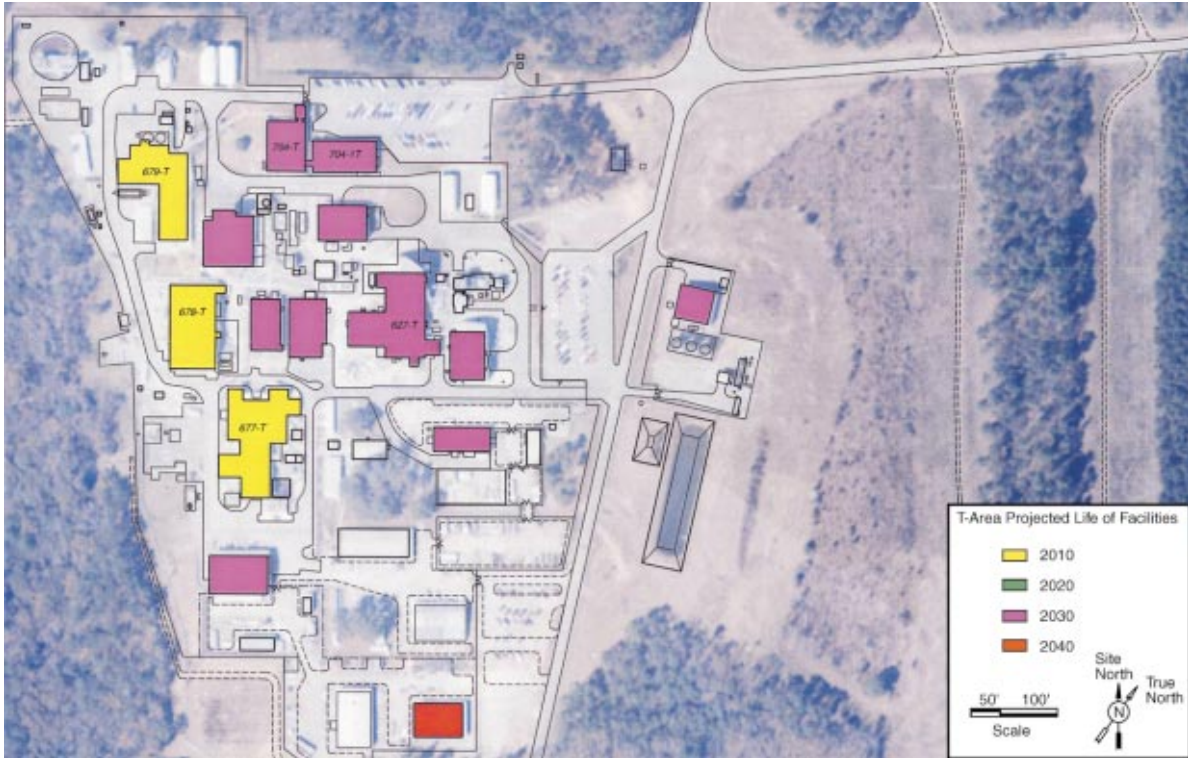 704-T
704-1T
679-T
678-T
627-T
677-T
T-Area Projected Life of Facilities
2010
2020
2030
2040
Site
North
True
North
N
50' 100'
Scale